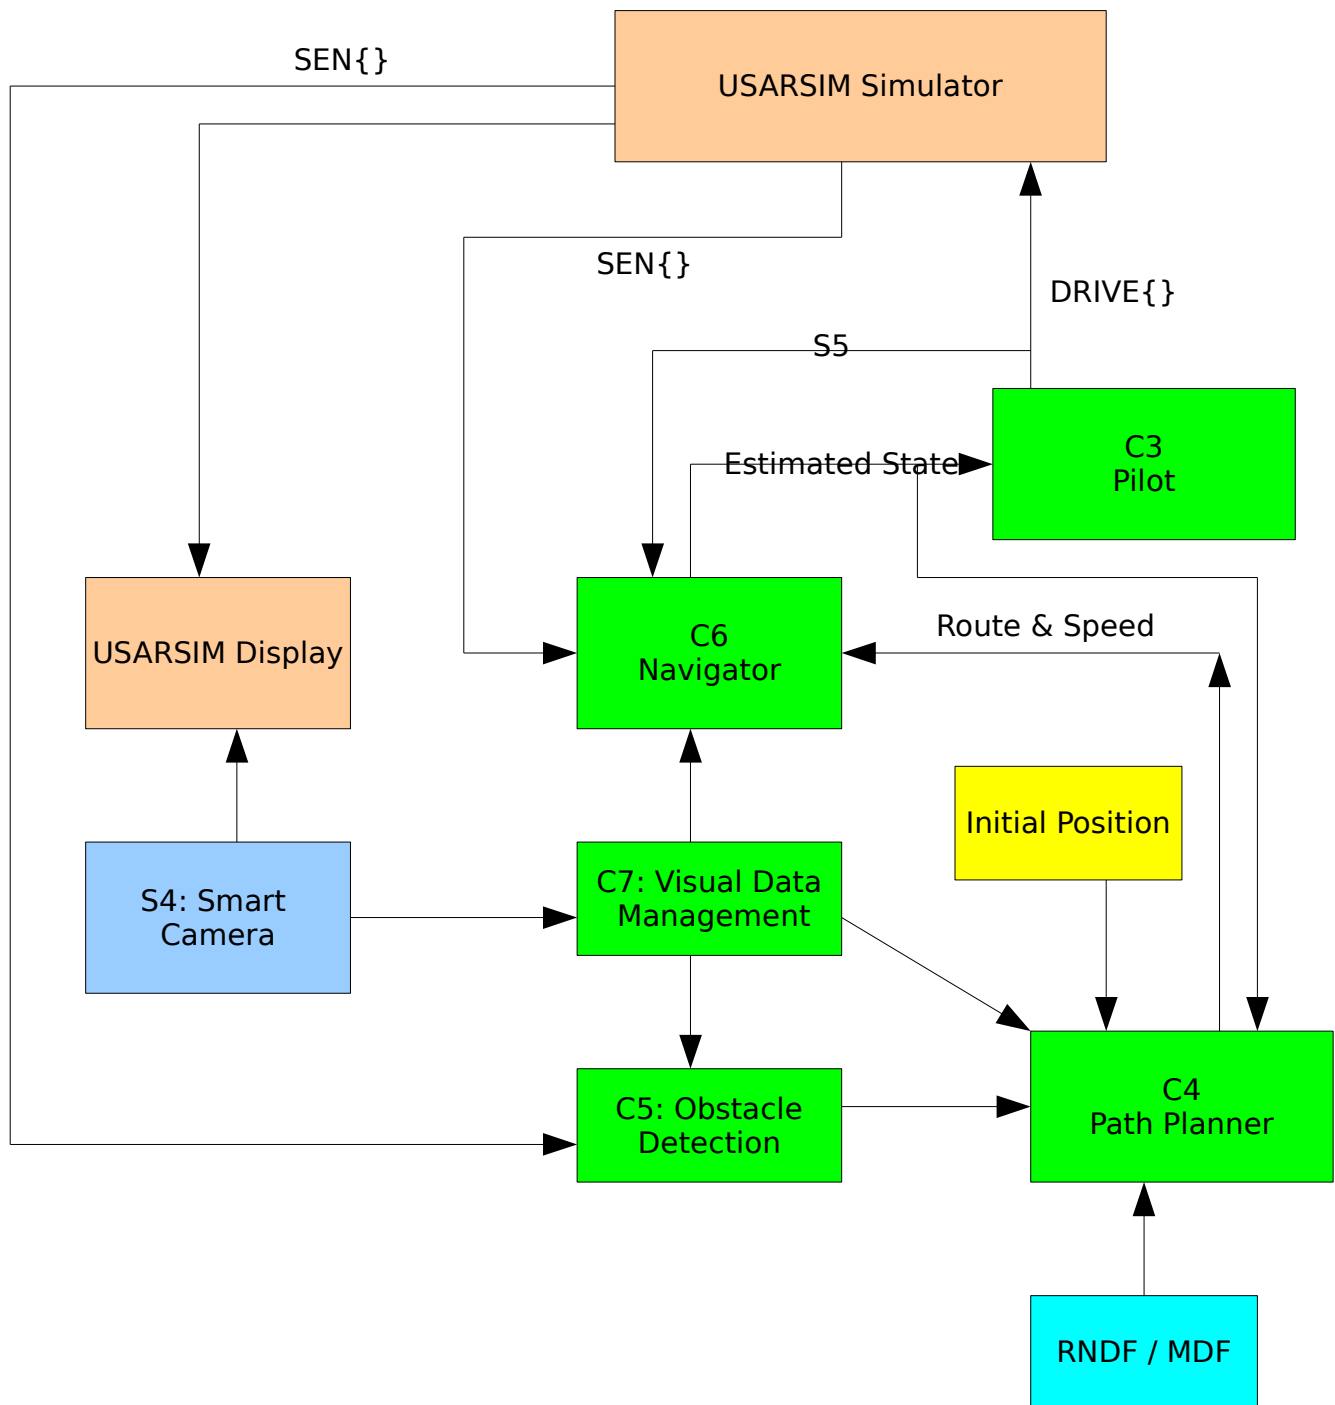 SEN{}
USARSIM Simulator
SEN{}
DRIVE{}
S5
C3
Pilot
Estimated State
C6
Navigator
Route & Speed
USARSIM Display
Initial Position
S4: Smart
Camera
C7: Visual Data
Management
C5: Obstacle
Detection
C4
Path Planner
RNDF / MDF